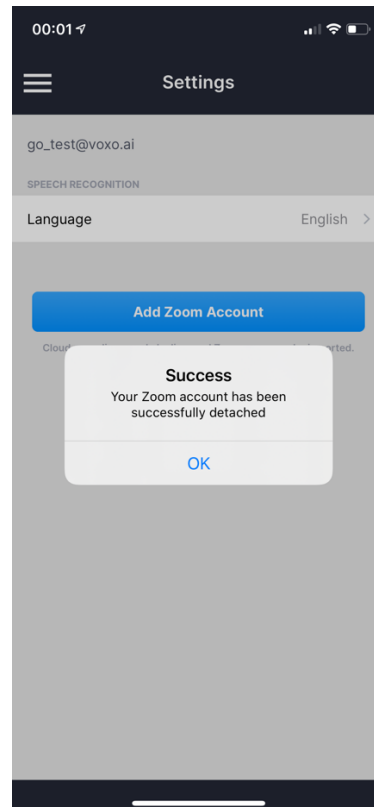 00:01
Settings
go_test@voxo.ai
SPEECH RECOGNITION
Language English
Add Zoom Account
Success
Your Zoom account has been
successfully detached
OK